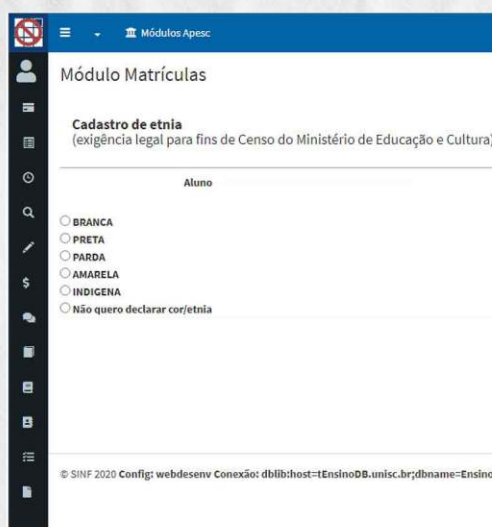 Módulos Apesc
Módulo Matrículas
Cadastro de etnia
(exigência legal para fins de Censo do Ministério de Educação e Cultura)
Aluno
BRANCA
PRETA
PARDA
AMARELA
INDIGENA
Não quero declarar cor/etnia
© SINF 2020 Config: webdesenv Conexão: dblib:host=tEnsinoDB.unisc.br;dbname=Ensino